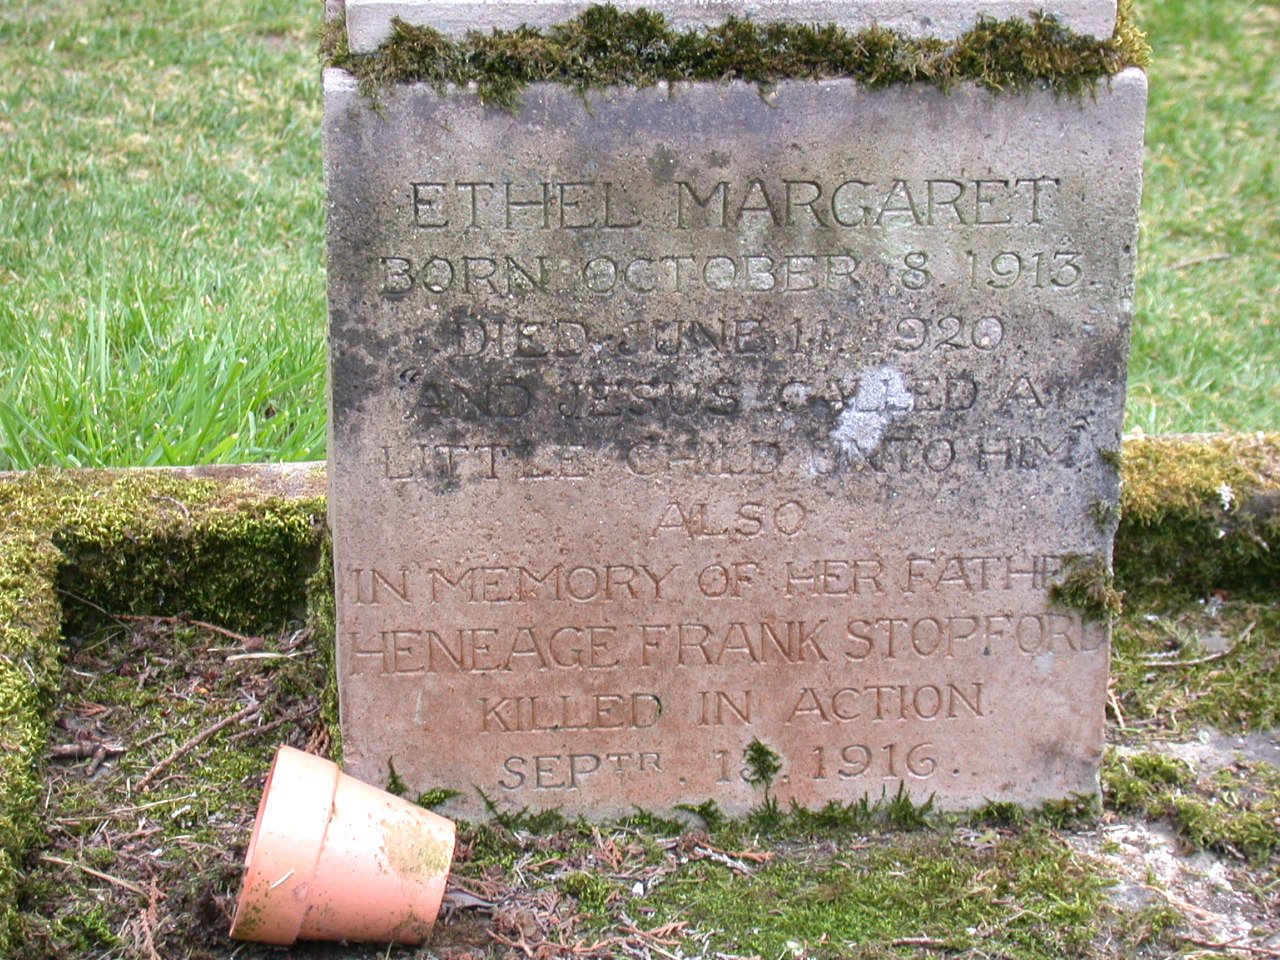 ETHEL MARGARET
BORN OCTOBER 8. 1913.
DIED JUNE 11. 1920.
"AND JESUS CALLED A
LITTLE CHILD UNTO HIM"
ALSO
IN MEMORY OF HER FATHER
HENEAGE FRANK STOPFORD
KILLED IN ACTION.
SEPTR. 1916.